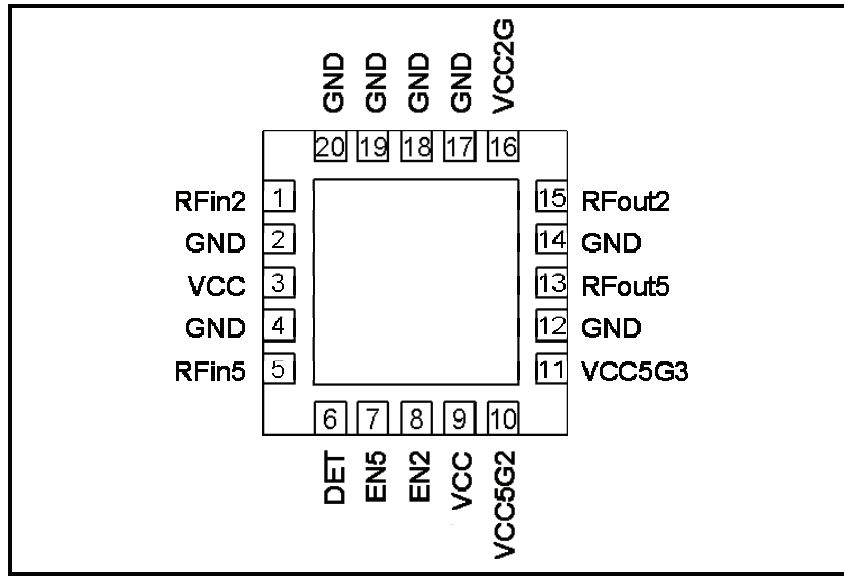 GND GND GND GND VCC2G
20 19 18 17 16
RFin2 1 15 RFout2
GND 2 14 GND
VCC 3 13 RFout5
GND 4 12 GND
RFin5 5 11 VCC5G3
6 7 8 9 10
DET EN5 EN2 VCC VCC5G2